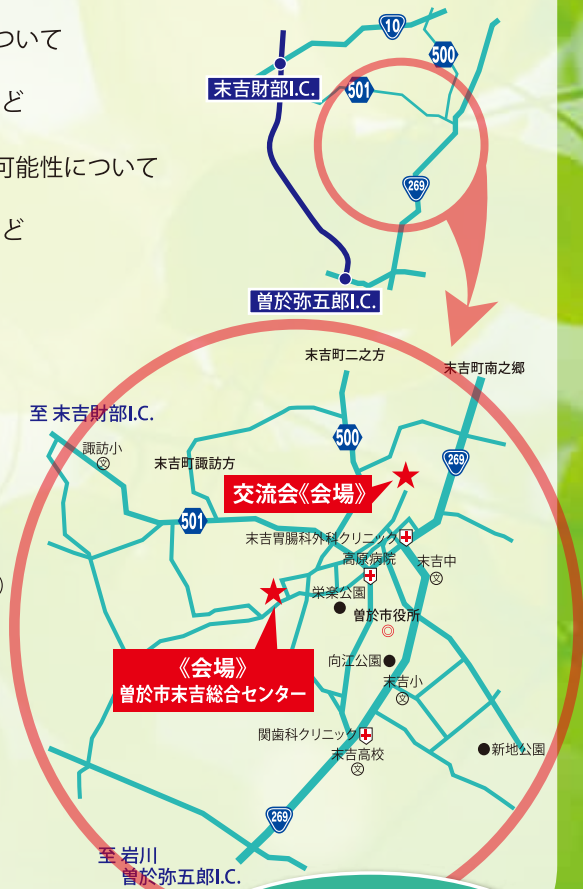 ついて
ど
可能性について
ど
10
500
末吉財部I.C.
501
269
曽於弥五郎I.C.
末吉町二之方
末吉町南之郷
至 末吉財部I.C.
諏訪小
文
末吉町諏訪方
500
269
交流会《会場》
501
末吉胃腸科外科クリニック
高原病院
末吉中
文
栄楽公園
曽於市役所
)
《会場》
曽於市末吉総合センター
向江公園
末吉小
文
関歯科クリニック
末吉高校
文
新地公園
269
至 岩川
曽於弥五郎I.C.